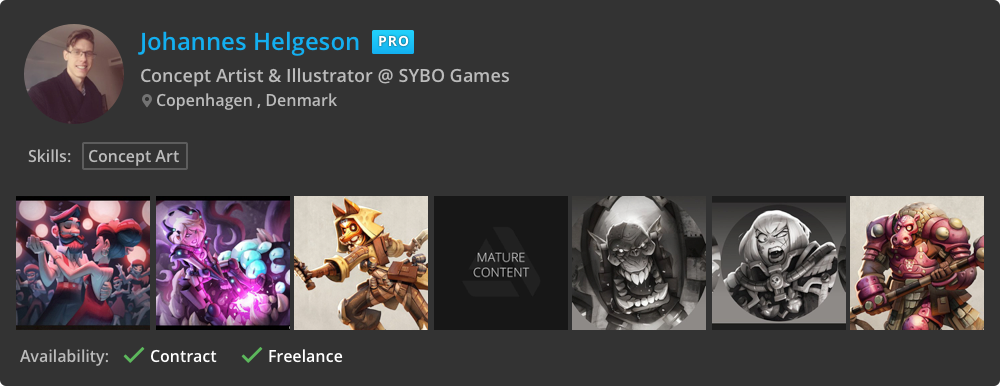 Johannes Helgeson PRO
Concept Artist & Illustrator @ SYBO Games
Copenhagen , Denmark
Skills: Concept Art
MATURE
CONTENT
Availability: Contract Freelance